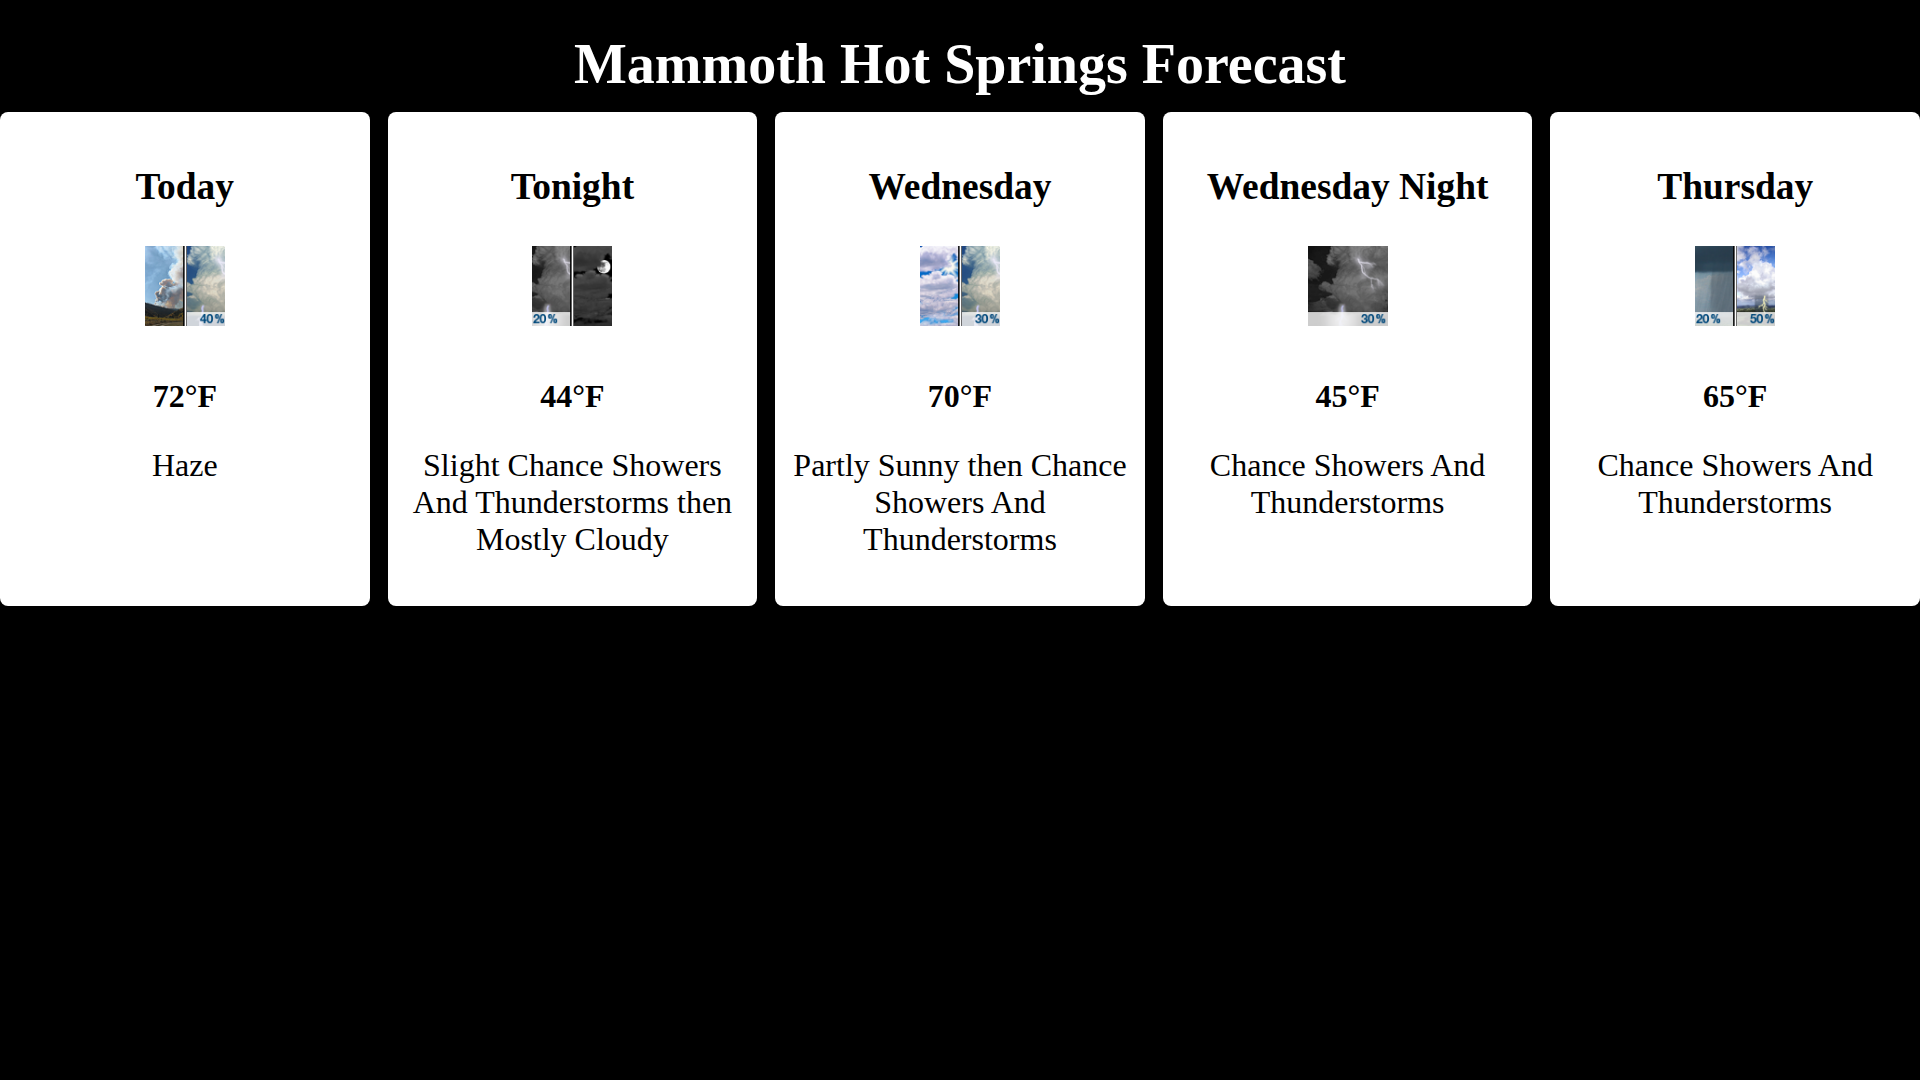 Mammoth Hot Springs Forecast
Today
40%
72°F
Haze
Tonight
20%
44°F
Slight Chance Showers
And Thunderstorms then
Mostly Cloudy
Wednesday
30%
70°F
Partly Sunny then Chance
Showers And
Thunderstorms
Wednesday Night
30%
45°F
Chance Showers And
Thunderstorms
Thursday
20% 50%
65°F
Chance Showers And
Thunderstorms